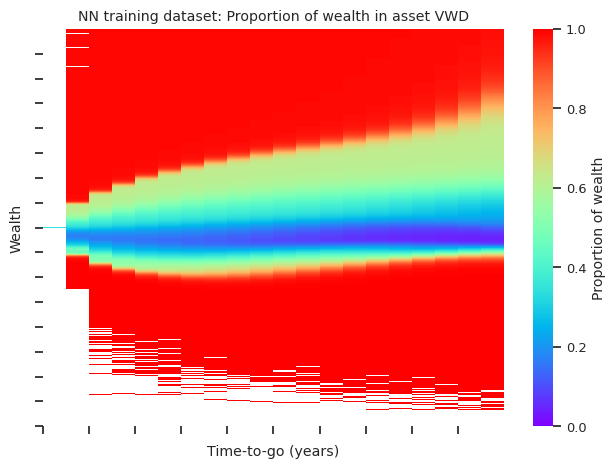 NN training dataset: Proportion of wealth in asset VWD
Wealth
Time-to-go (years)
1.0
0.8
0.6
0.4
0.2
0.0
Proportion of wealth